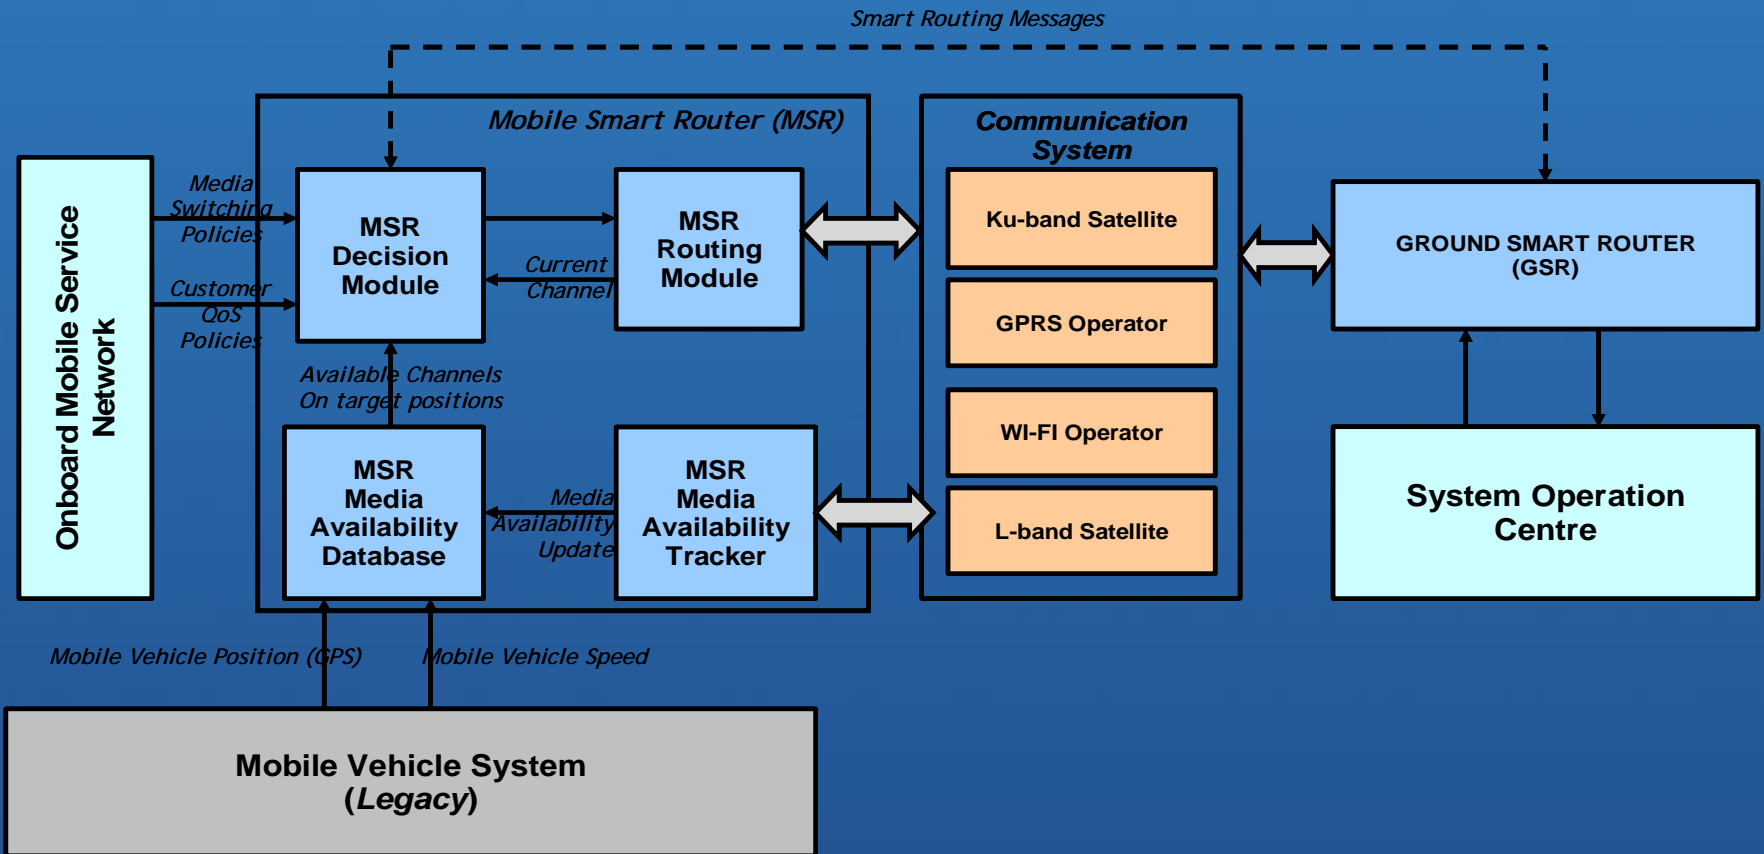 Smart Routing Messages
Mobile Smart Router (MSR)
Communication
System
Onboard Mobile Service
Network
Media
Switching
Policies
Customer
QoS
Policies
MSR
Decision
Module
Current
Channel
MSR
Routing
Module
Ku-band Satellite
GPRS Operator
WI-FI Operator
L-band Satellite
GROUND SMART ROUTER
(GSR)
Available Channels
On target positions
MSR
Media
Availability
Database
Media
Availability
Update
MSR
Media
Availability
Tracker
System Operation
Centre
Mobile Vehicle Position (GPS)
Mobile Vehicle Speed
Mobile Vehicle System
(Legacy)